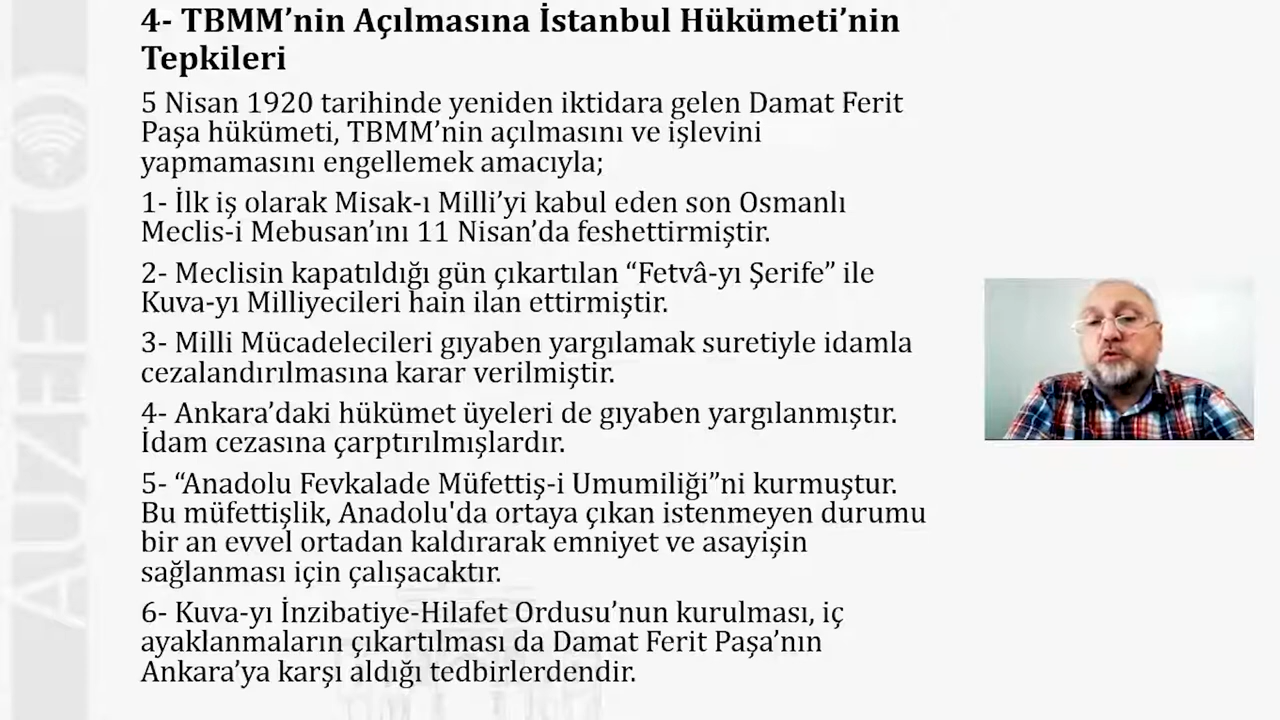 4- TBMM’nin Açılmasına İstanbul Hükümeti’nin
Tepkileri
5 Nisan 1920 tarihinde yeniden iktidara gelen Damat Ferit
Paşa hükümeti, TBMM’nin açılmasını ve işlevini
yapmamasını engellemek amacıyla;
1- İlk iş olarak Misak-ı Milli’yi kabul eden son Osmanlı
Meclis-i Mebusan’ını 11 Nisan’da feshettirmiştir.
2- Meclisin kapatıldığı gün çıkartılan “Fetvâ-yı Şerife” ile
Kuva-yı Milliyecileri hain ilan ettirmiştir.
3- Milli Mücadelecileri gıyaben yargılamak suretiyle idamla
cezalandırılmasına karar verilmiştir.
4- Ankara’daki hükümet üyeleri de gıyaben yargılanmıştır.
İdam cezasına çarptırılmışlardır.
5- “Anadolu Fevkalade Müfettiş-i Umumiliği”ni kurmuştur.
Bu müfettişlik, Anadolu'da ortaya çıkan istenmeyen durumu
bir an evvel ortadan kaldırarak emniyet ve asayişin
sağlanması için çalışacaktır.
6- Kuva-yı İnzibatiye-Hilafet Ordusu’nun kurulması, iç
ayaklanmaların çıkartılması da Damat Ferit Paşa’nın
Ankara’ya karşı aldığı tedbirlerdendir.
AUZEF